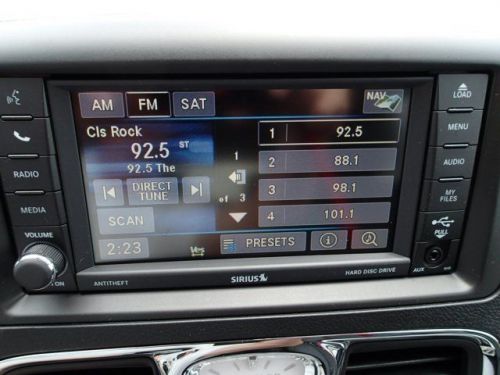 AM FM SAT NAV
Cls Rock
92.5 ST
92.5 The
DIRECT TUNE
SCAN
2:23
1
of 3
1 92.5
2 88.1
3 98.1
4 101.1
PRESETS
RADIO
MEDIA
VOLUME
ON
ANTITHEFT
SIRIUS
HARD DISC DRIVE
LOAD
MENU
AUDIO
MY FILES
PULL
AUX